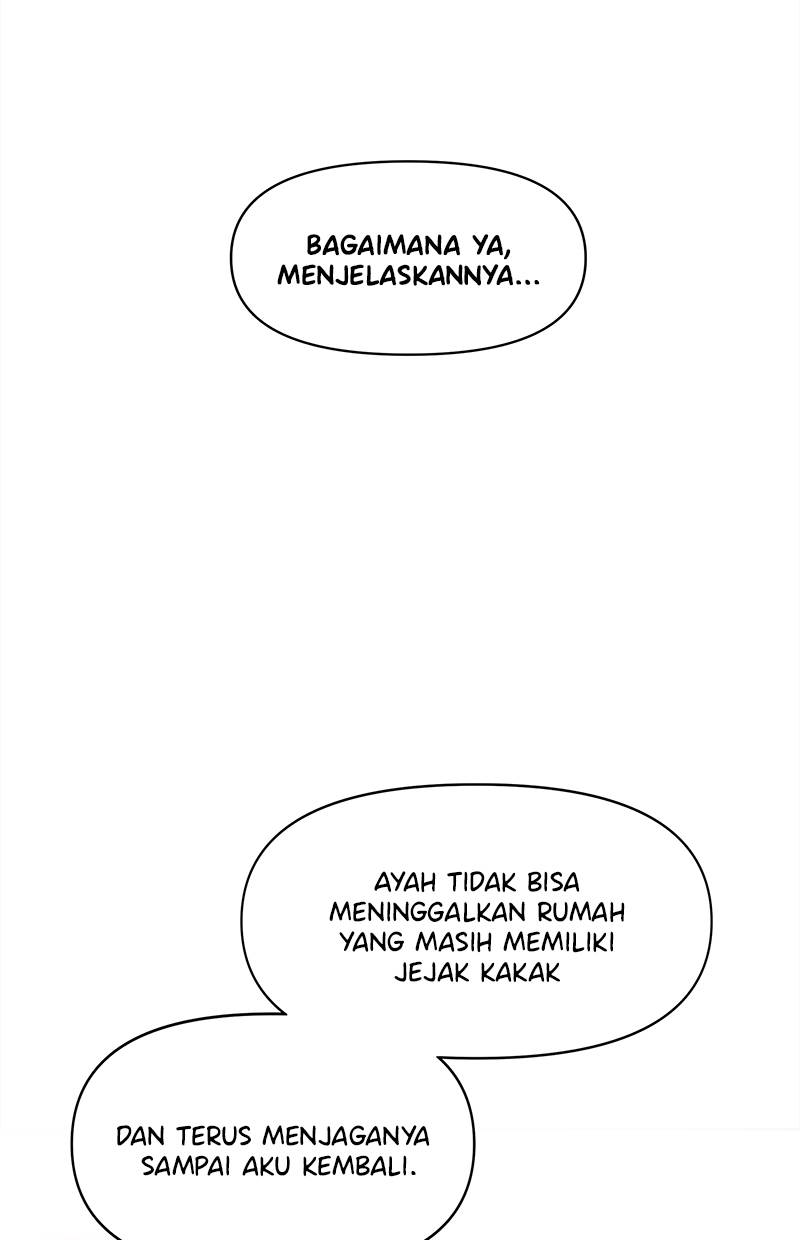 BAGAIMANA YA,
MENJELASKANNYA...
AYAH TIDAK BISA
MENINGGALKAN RUMAH
YANG MASIH MEMILIKI
JEJAK KAKAK
DAN TERUS MENJAGANYA
SAMPAI AKU KEMBALI.